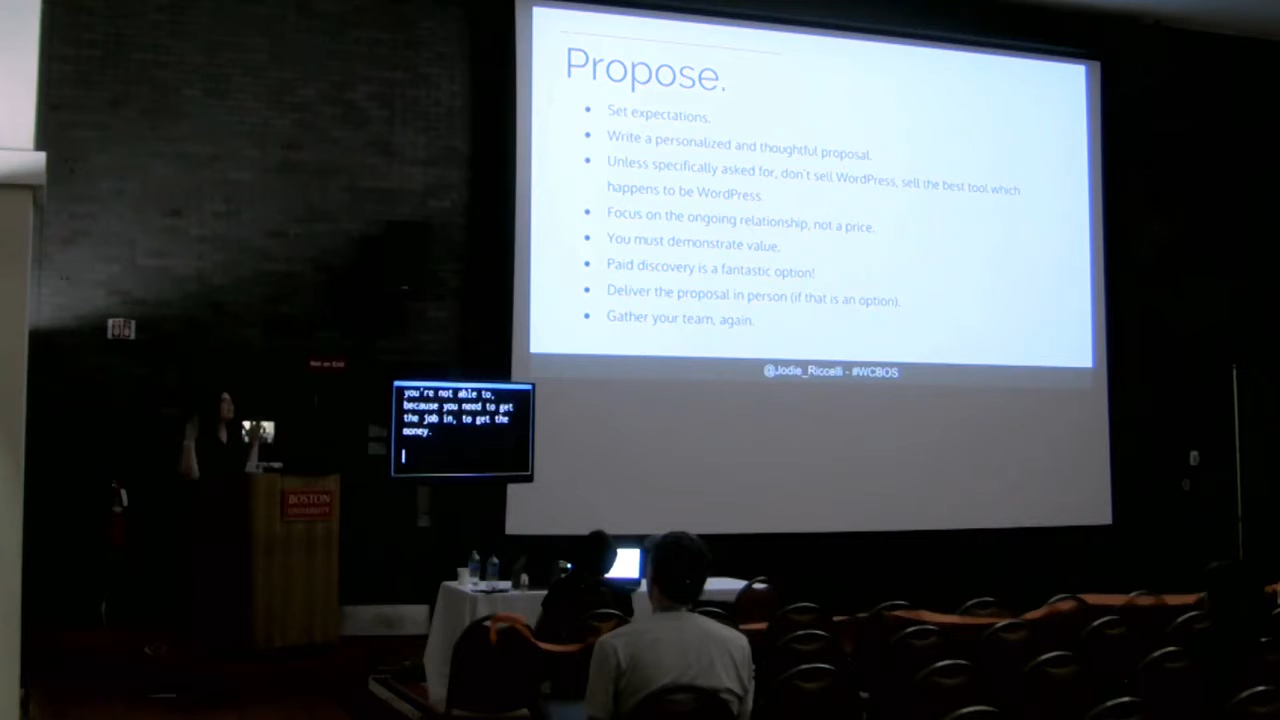 Propose.
Set expectations.
Write a personalized and thoughtful proposal.
Unless specifically asked for, don't sell WordPress, sell the best tool which
happens to be WordPress.
Focus on the ongoing relationship, not a price.
You must demonstrate value.
Paid discovery is a fantastic option!
Deliver the proposal in person (if that is an option).
Gather your team, again.
@Jodie_Riccelli - #WCBOS
Not an Exit
you're not able to,
because you need to get
the job in, to get the
money.
BOSTON
UNIVERSITY